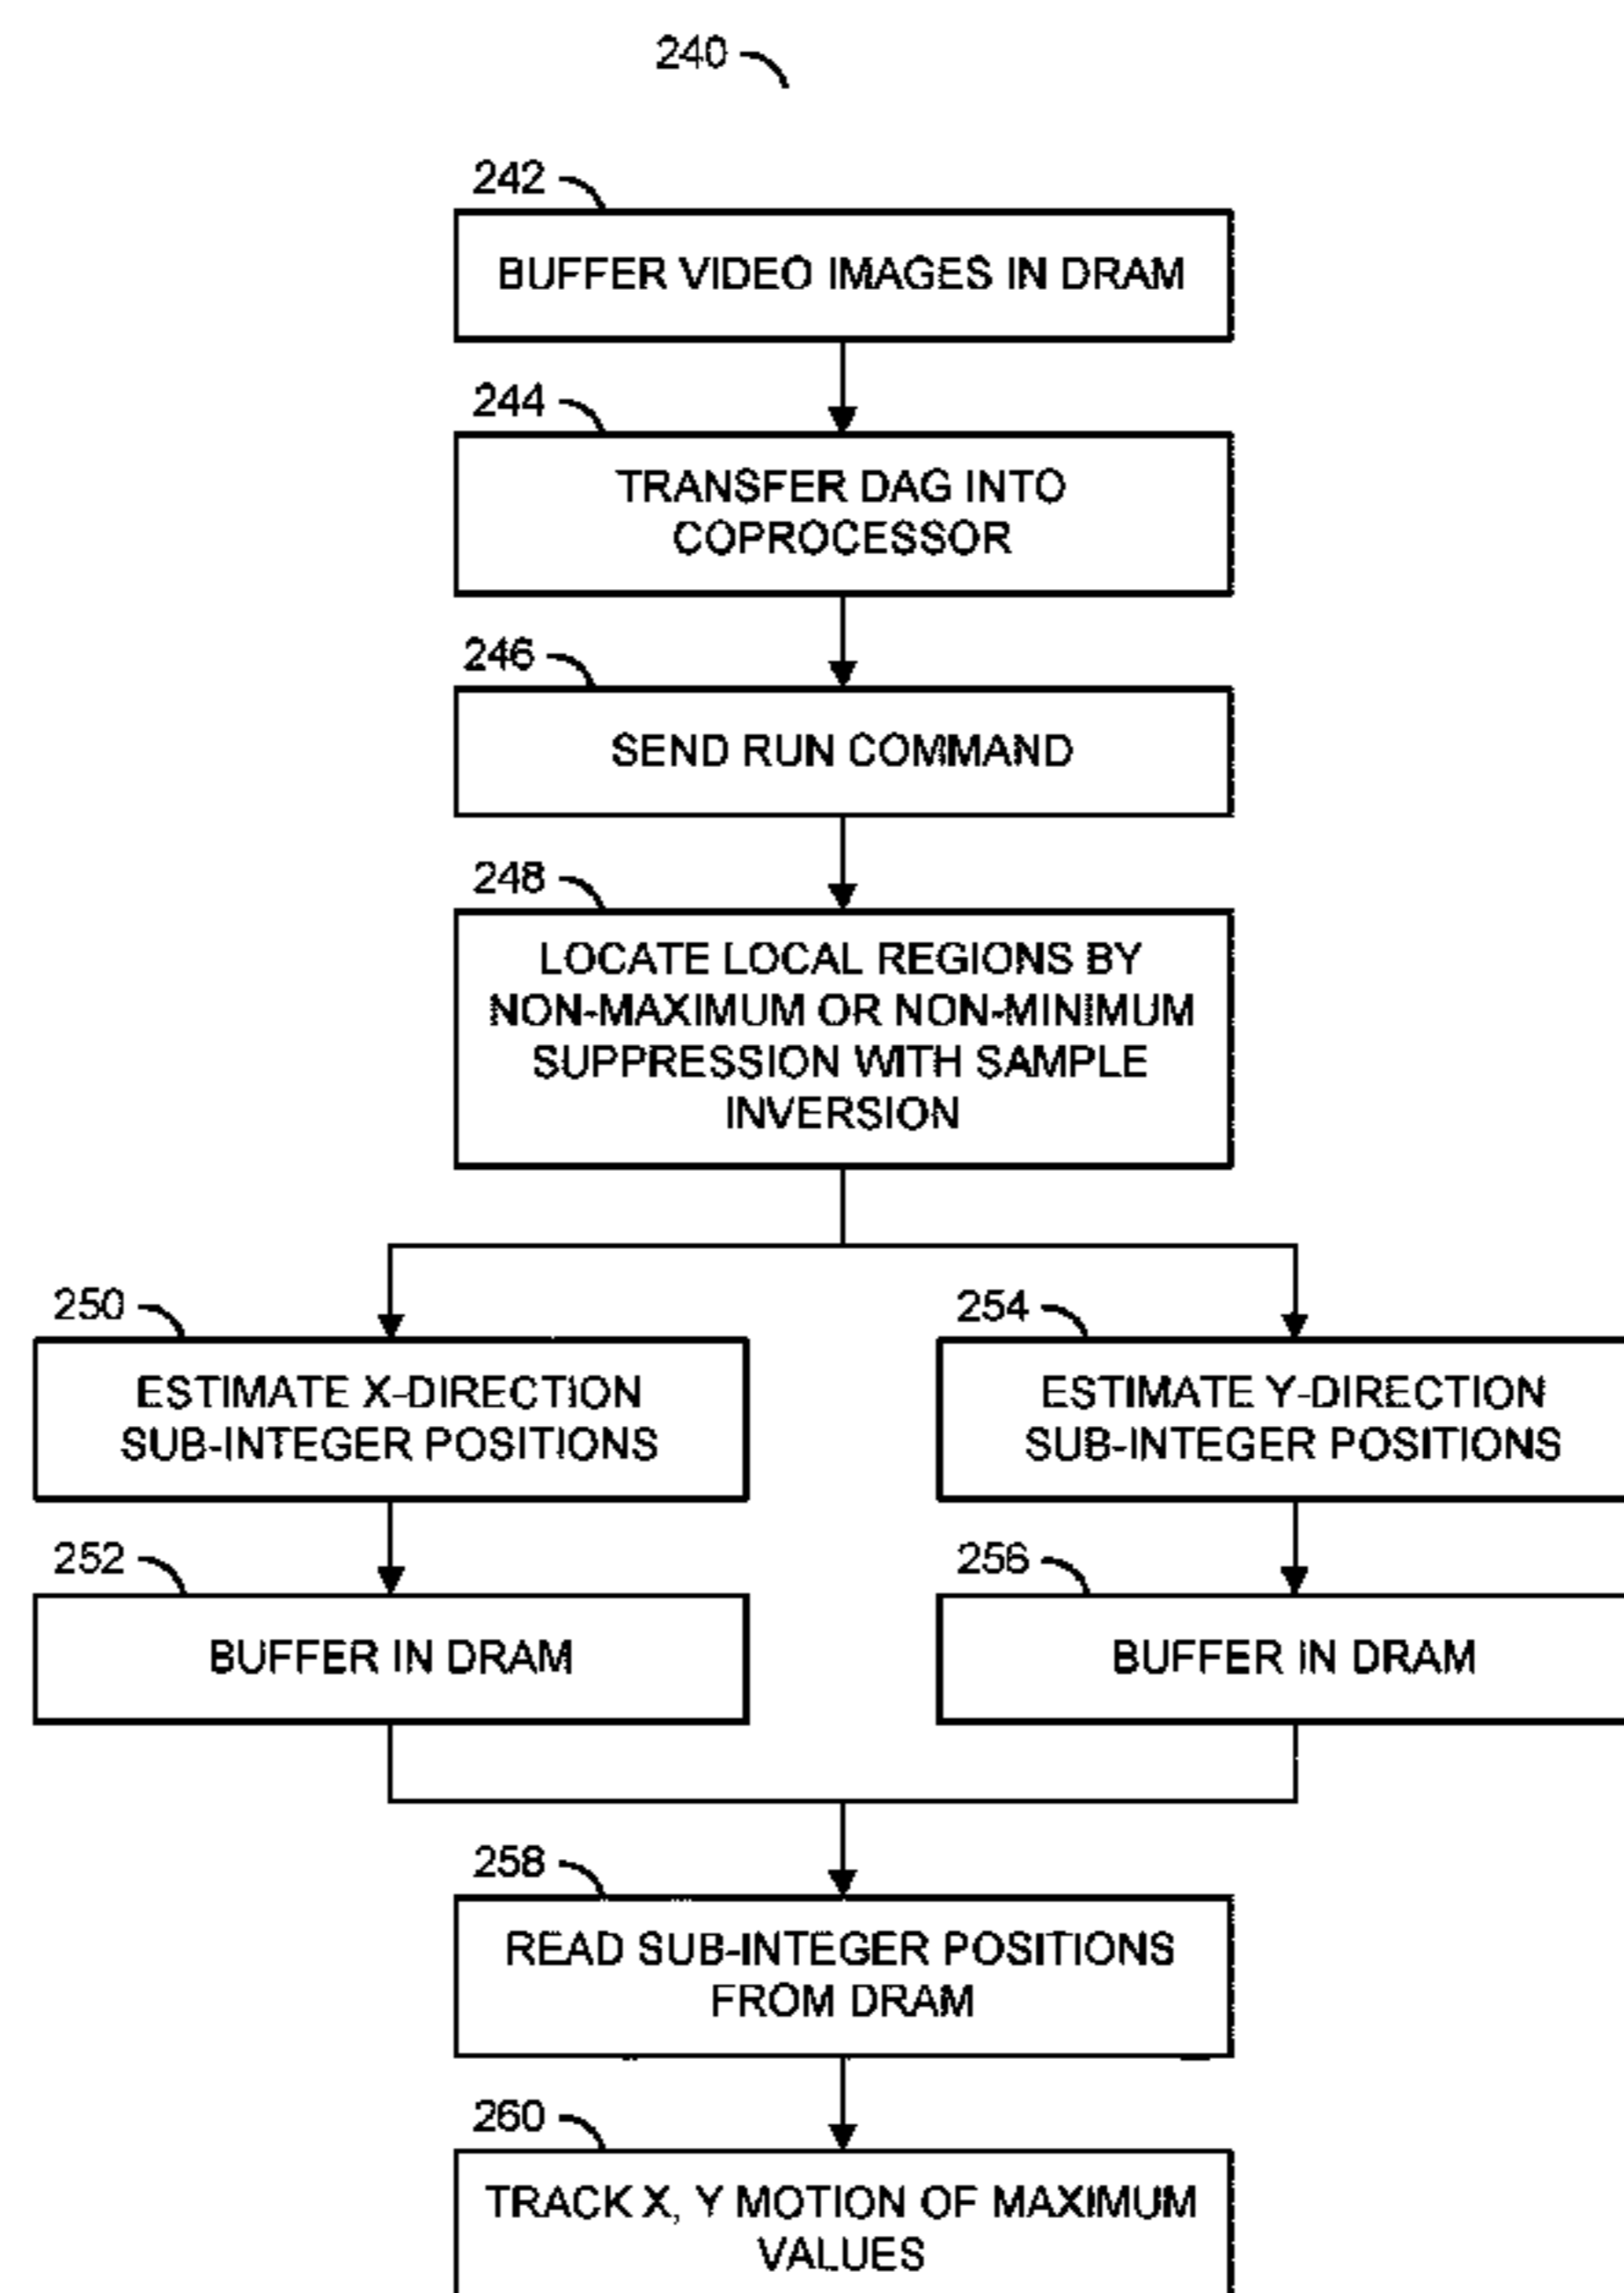 240
242
BUFFER VIDEO IMAGES IN DRAM
244
TRANSFER DAG INTO
COPROCESSOR
246
SEND RUN COMMAND
248
LOCATE LOCAL REGIONS BY
NON-MAXIMUM OR NON-MINIMUM
SUPPRESSION WITH SAMPLE
INVERSION
250
ESTIMATE X-DIRECTION
SUB-INTEGER POSITIONS
254
ESTIMATE Y-DIRECTION
SUB-INTEGER POSITIONS
252
BUFFER IN DRAM
256
BUFFER IN DRAM
258
READ SUB-INTEGER POSITIONS
FROM DRAM
260
TRACK X, Y MOTION OF MAXIMUM
VALUES